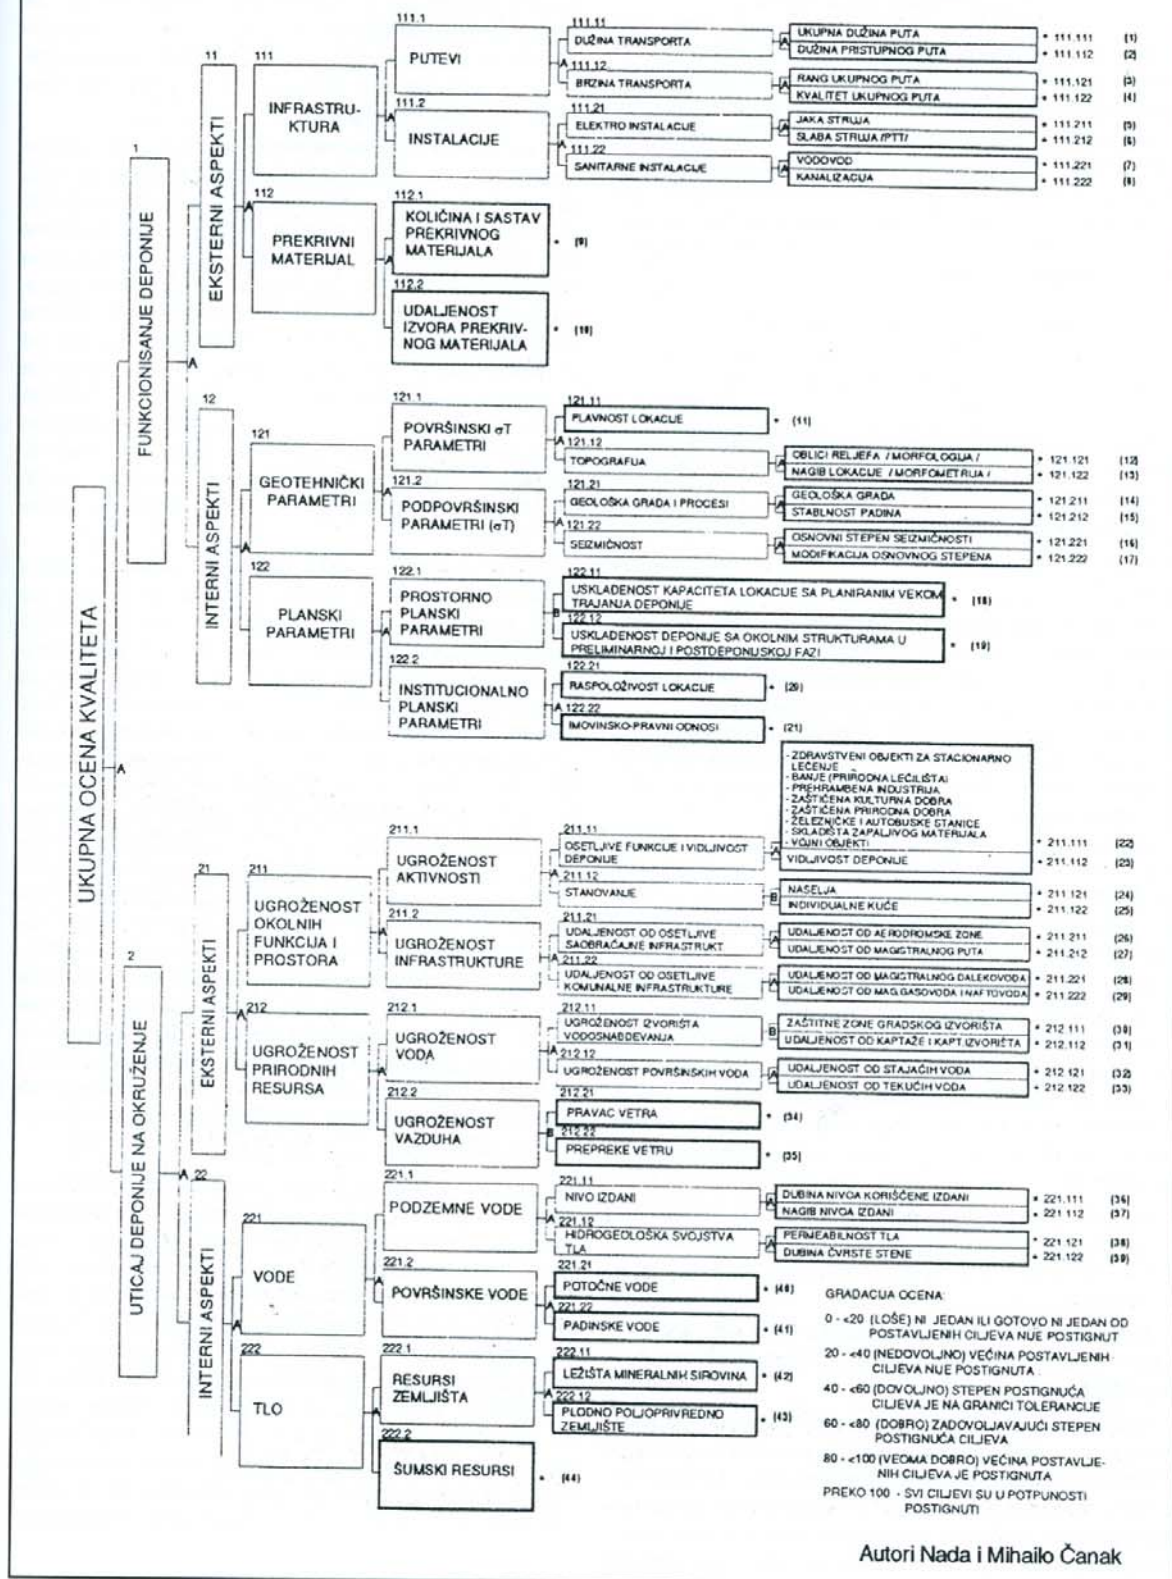 UKUPNA OCENA KVALITETA
1
FUNKCIONISANJE DEPONIJE
11
EKSTERNI ASPEKTI
111
INFRASTRU-
KTURA
111.1
PUTEVI
111.11
DUŽINA TRANSPORTA
UKUPNA DUŽINA PUTA
• 111.111 (1)
DUŽINA PRISTUPNOG PUTA
• 111.112 (2)
111.12
BRZINA TRANSPORTA
RANG UKUPNOG PUTA
• 111.121 (3)
KVALITET UKUPNOG PUTA
• 111.122 (4)
111.2
INSTALACIJE
111.21
ELEKTRO INSTALACIJE
JAKA STRUJA
• 111.211 (5)
SLABA STRUJA /PTT/
• 111.212 (6)
111.22
SANITARNE INSTALACIJE
VODOVOD
• 111.221 (7)
KANALIZACIJA
• 111.222 (8)
112
PREKRIVNI
MATERIJAL
112.1
KOLIČINA I SASTAV
PREKRIVNOG
MATERIJALA
• (9)
112.2
UDALJENOST
IZVORA PREKRIV-
NOG MATERIJALA
• (10)
12
INTERNI ASPEKTI
121
GEOTEHNIČKI
PARAMETRI
121.1
POVRŠINSKI σT
PARAMETRI
121.11
PLAVNOST LOKACIJE
• (11)
121.12
TOPOGRAFIJA
OBLICI RELJEFA /MORFOLOGIJA/
• 121.121 (12)
NAGIB LOKACIJE /MORFOMETRIJA/
• 121.122 (13)
121.2
PODPOVRŠINSKI
PARAMETRI (σT)
121.21
GEOLOŠKA GRAĐA I PROCESI
GEOLOŠKA GRAĐA
• 121.211 (14)
STABLNOST PADINA
• 121.212 (15)
121.22
SEIZMIČNOST
OSNOVNI STEPEN SEIZMIČNOSTI
• 121.221 (16)
MODIFIKACIJA OSNOVNOG STEPENA
• 121.222 (17)
122
PLANSKI
PARAMETRI
122.1
PROSTORNO
PLANSKI
PARAMETRI
122.11
USKLAĐENOST KAPACITETA LOKACIJE SA PLANIRANIM VEKOM
TRAJANJA DEPONIJE
• (18)
122.12
USKLAĐENOST DEPONIJE SA OKOLNIM STRUKTURAMA U
PRELIMINARNOJ I POSTDEPONIJSKOJ FAZI
• (19)
122.2
INSTITUCIONALNO
PLANSKI
PARAMETRI
122.21
RASPOLOŽIVOST LOKACIJE
• (20)
122.22
IMOVINSKO-PRAVNI ODNOSI
• (21)
2
UTICAJ DEPONIJE NA OKRUŽENJE
21
EKSTERNI ASPEKTI
211
UGROŽENOST
OKOLNIH
FUNKCIJA I
PROSTORA
211.1
UGROŽENOST
AKTIVNOSTI
211.11
OSETLJIVE FUNKCIJE I VIDLJIVOST
DEPONIJE
- ZDRAVSTVENI OBJEKTI ZA STACIONARNO
LEČENJE
- BANJE (PRIRODNA LEČILIŠTA)
- PREHRAMBENA INDUSTRIJA
- ZAŠTIĆENA KULTURNA DOBRA
- ZAŠTIĆENA PRIRODNA DOBRA
- ŽELEZNIČKE I AUTOBUSKE STANICE
- SKLADIŠTA ZAPALJIVOG MATERIJALA
- VOJNI OBJEKTI
• 211.111 (22)
VIDLJIVOST DEPONIJE
• 211.112 (23)
211.12
STANOVANJE
NASELJA
• 211.121 (24)
INDIVIDUALNE KUĆE
• 211.122 (25)
211.2
UGROŽENOST
INFRASTRUKTURE
211.21
UDALJENOST OD OSETLJIVE
SAOBRAĆAJNE INFRASTRUKT
UDALJENOST OD AERODROMSKE ZONE
• 211.211 (26)
UDALJENOST OD MAGISTRALNOG PUTA
• 211.212 (27)
211.22
UDALJENOST OD OSETLJIVE
KOMUNALNE INFRASTRUKTURE
UDALJENOST OD MAGISTRALNOG DALEKOVODA
• 211.221 (28)
UDALJENOST OD MAG.GASOVODA I NAFTOVODA
• 211.222 (29)
212
UGROŽENOST
PRIRODNIH
RESURSA
212.1
UGROŽENOST
VODA
212.11
UGROŽENOST IZVORIŠTA
VODOSNABDEVANJA
ZAŠTITNE ZONE GRADSKOG IZVORIŠTA
• 212.111 (30)
UDALJENOST OD KAPTAŽE I KAPT.IZVORIŠTA
• 212.112 (31)
212.12
UGROŽENOST POVRŠINSKIH VODA
UDALJENOST OD STAJAĆIH VODA
• 212.121 (32)
UDALJENOST OD TEKUĆIH VODA
• 212.122 (33)
212.2
UGROŽENOST
VAZDUHA
212.21
PRAVAC VETRA
• (34)
212.22
PREPREKE VETRU
• (35)
22
INTERNI ASPEKTI
221
VODE
221.1
PODZEMNE VODE
221.11
NIVO IZDANI
DUBINA NIVOA KORIŠĆENE IZDANI
• 221.111 (36)
NAGIB NIVOA IZDANI
• 221.112 (37)
221.12
HIDROGEOLOŠKA SVOJSTVA
TLA
PERMEABILNOST TLA
• 221.121 (38)
DUBINA ČVRSTE STENE
• 221.122 (39)
221.2
POVRŠINSKE VODE
221.21
POTOČNE VODE
• (40)
221.22
PADINSKE VODE
• (41)
222
TLO
222.1
RESURSI
ZEMLJIŠTA
222.11
LEŽIŠTA MINERALNIH SIROVINA
• (42)
222.12
PLODNO POLJOPRIVREDNO
ZEMLJIŠTE
• (43)
222.2
ŠUMSKI RESURSI
• (44)
GRADACIJA OCENA:
0 - <20 (LOŠE) NI JEDAN ILI GOTOVO NI JEDAN OD
POSTAVLJENIH CILJEVA NIJE POSTIGNUT
20 - <40 (NEDOVOLJNO) VEĆINA POSTAVLJENIH
CILJEVA NIJE POSTIGNUTA
40 - <60 (DOVOLJNO) STEPEN POSTIGNUĆA
CILJEVA JE NA GRANICI TOLERANCIJE
60 - <80 (DOBRO) ZADOVOLJAVAJUĆI STEPEN
POSTIGNUĆA CILJEVA
80 - <100 (VEOMA DOBRO) VEĆINA POSTAVLJE-
NIH CILJEVA JE POSTIGNUTA
PREKO 100 - SVI CILJEVI SU U POTPUNOSTI
POSTIGNUTI
Autori Nada i Mihailo Čanak